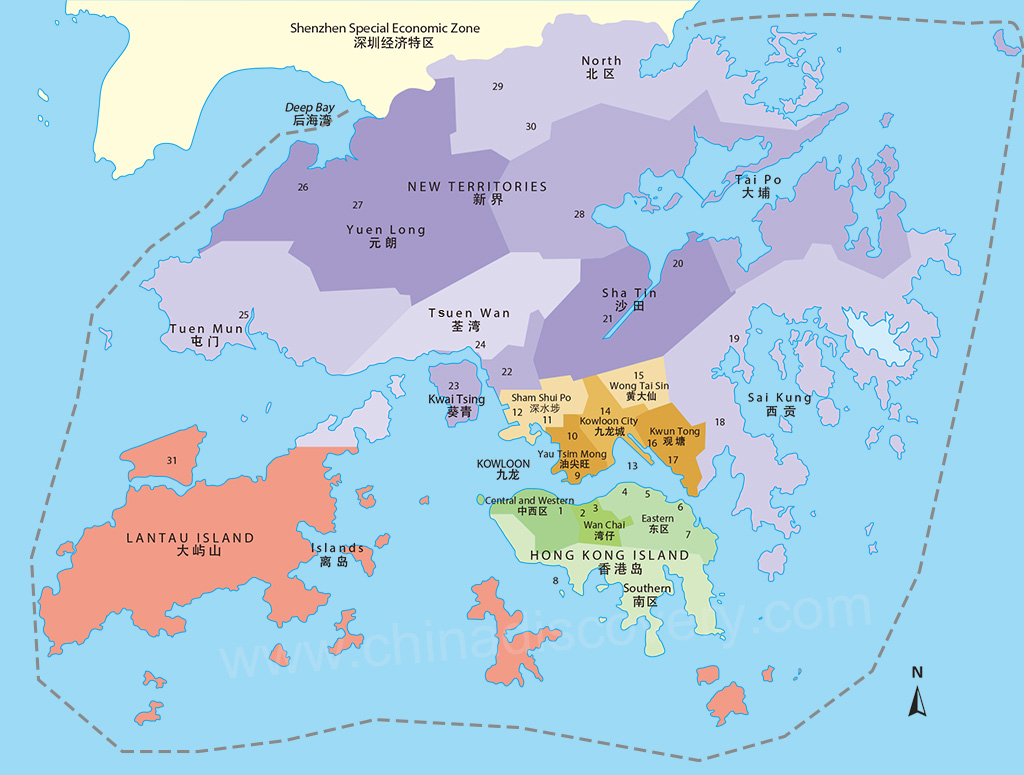 Shenzhen Special Economic Zone
深圳经济特区
North
北区
29
30
Deep Bay
后海湾
26
27
NEW TERRITORIES
新界
Tai Po
大埔
28
Yuen Long
元朗
20
Sha Tin
沙田
21
25
Tuen Mun
屯门
Tsuen Wan
荃湾
24
19
22
23
Kwai Tsing
葵青
15
Wong Tai Sin
黄大仙
Sham Shui Po
深水埗
12
11
14
Kowloon City
九龙城
Sai Kung
西贡
18
10
Kwun Tong
16 观塘
Yau Tsim Mong
油尖旺
9
13
17
KOWLOON
九龙
31
Central and Western
中西区
1
2
3
4
5
6
7
Wan Chai
湾仔
Eastern
东区
LANTAU ISLAND
大屿山
Islands
离岛
HONG KONG ISLAND
香港岛
8
Southern
南区
www.chinadiscovery.com
N